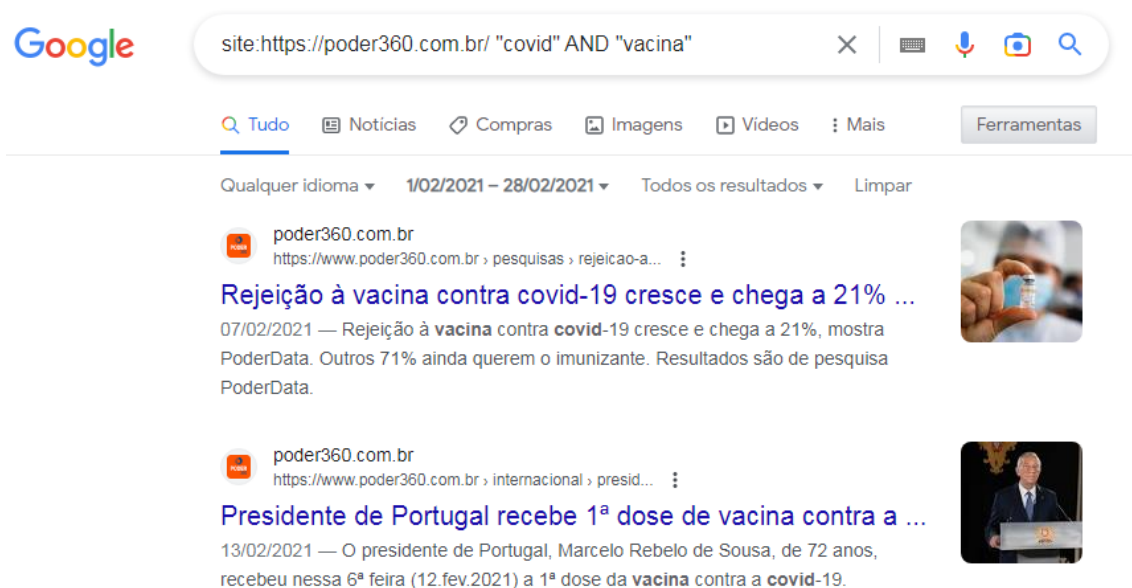 Google
site:https://poder360.com.br/ "covid" AND "vacina"
Tudo Notícias Compras Imagens Vídeos Mais Ferramentas
Qualquer idioma 1/02/2021 – 28/02/2021 Todos os resultados Limpar
poder360.com.br
https://www.poder360.com.br › pesquisas › rejeicao-a...
Rejeição à vacina contra covid-19 cresce e chega a 21% ...
07/02/2021 — Rejeição à vacina contra covid-19 cresce e chega a 21%, mostra
PoderData. Outros 71% ainda querem o imunizante. Resultados são de pesquisa
PoderData.
poder360.com.br
https://www.poder360.com.br › internacional › presid...
Presidente de Portugal recebe 1ª dose de vacina contra a ...
13/02/2021 — O presidente de Portugal, Marcelo Rebelo de Sousa, de 72 anos,
recebeu nessa 6ª feira (12.fev.2021) a 1ª dose da vacina contra a covid-19.